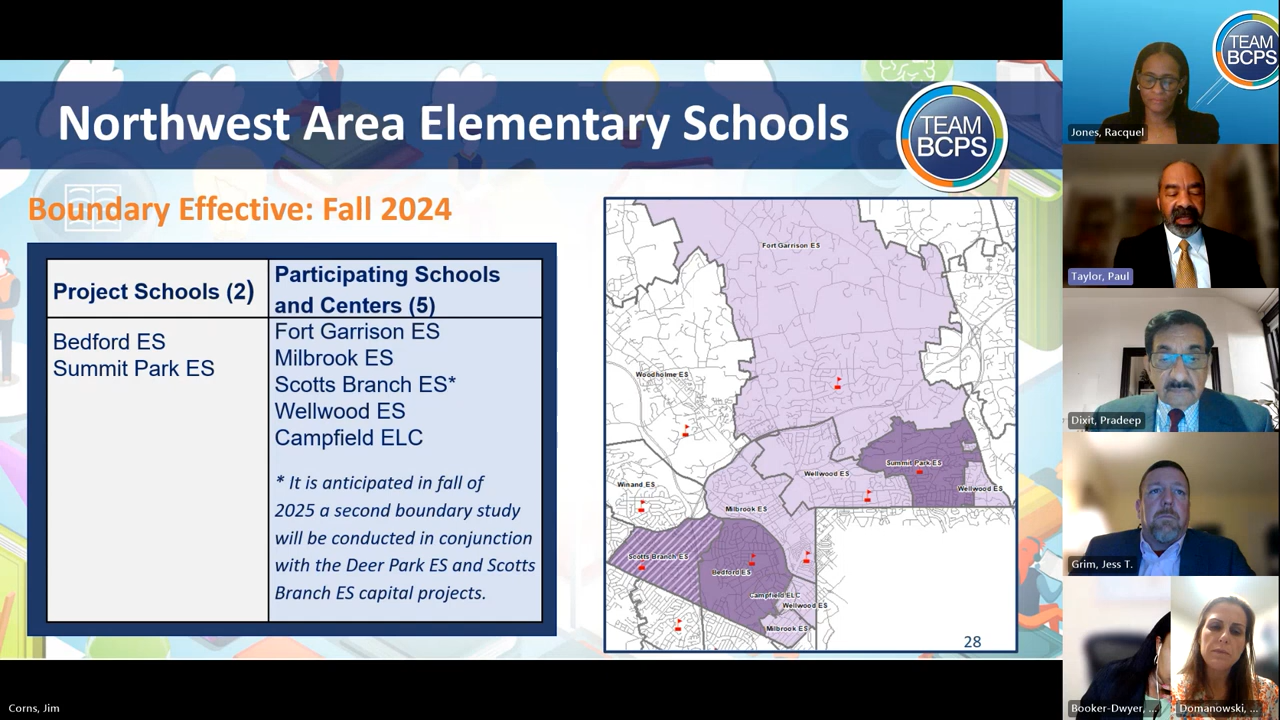 Northwest Area Elementary Schools
TEAM
BCPS
Boundary Effective: Fall 2024
Project Schools (2)
Bedford ES
Summit Park ES
Participating Schools
and Centers (5)
Fort Garrison ES
Milbrook ES
Scotts Branch ES*
Wellwood ES
Campfield ELC
* It is anticipated in fall of
2025 a second boundary study
will be conducted in conjunction
with the Deer Park ES and Scotts
Branch ES capital projects.
Fort Garrison ES
Woodholme ES
Summit Park ES
Wellwood ES
Wellwood ES
Winand ES
Milbrook ES
Scotts Branch ES
Bedford ES
Campfield ELC
Wellwood ES
Milbrook ES
28
TEAM
BCPS
Jones, Racquel
Taylor, Paul
Dixit, Pradeep
Grim, Jess T.
Booker-Dwyer, ...
Domanowski, ...
Corns, Jim